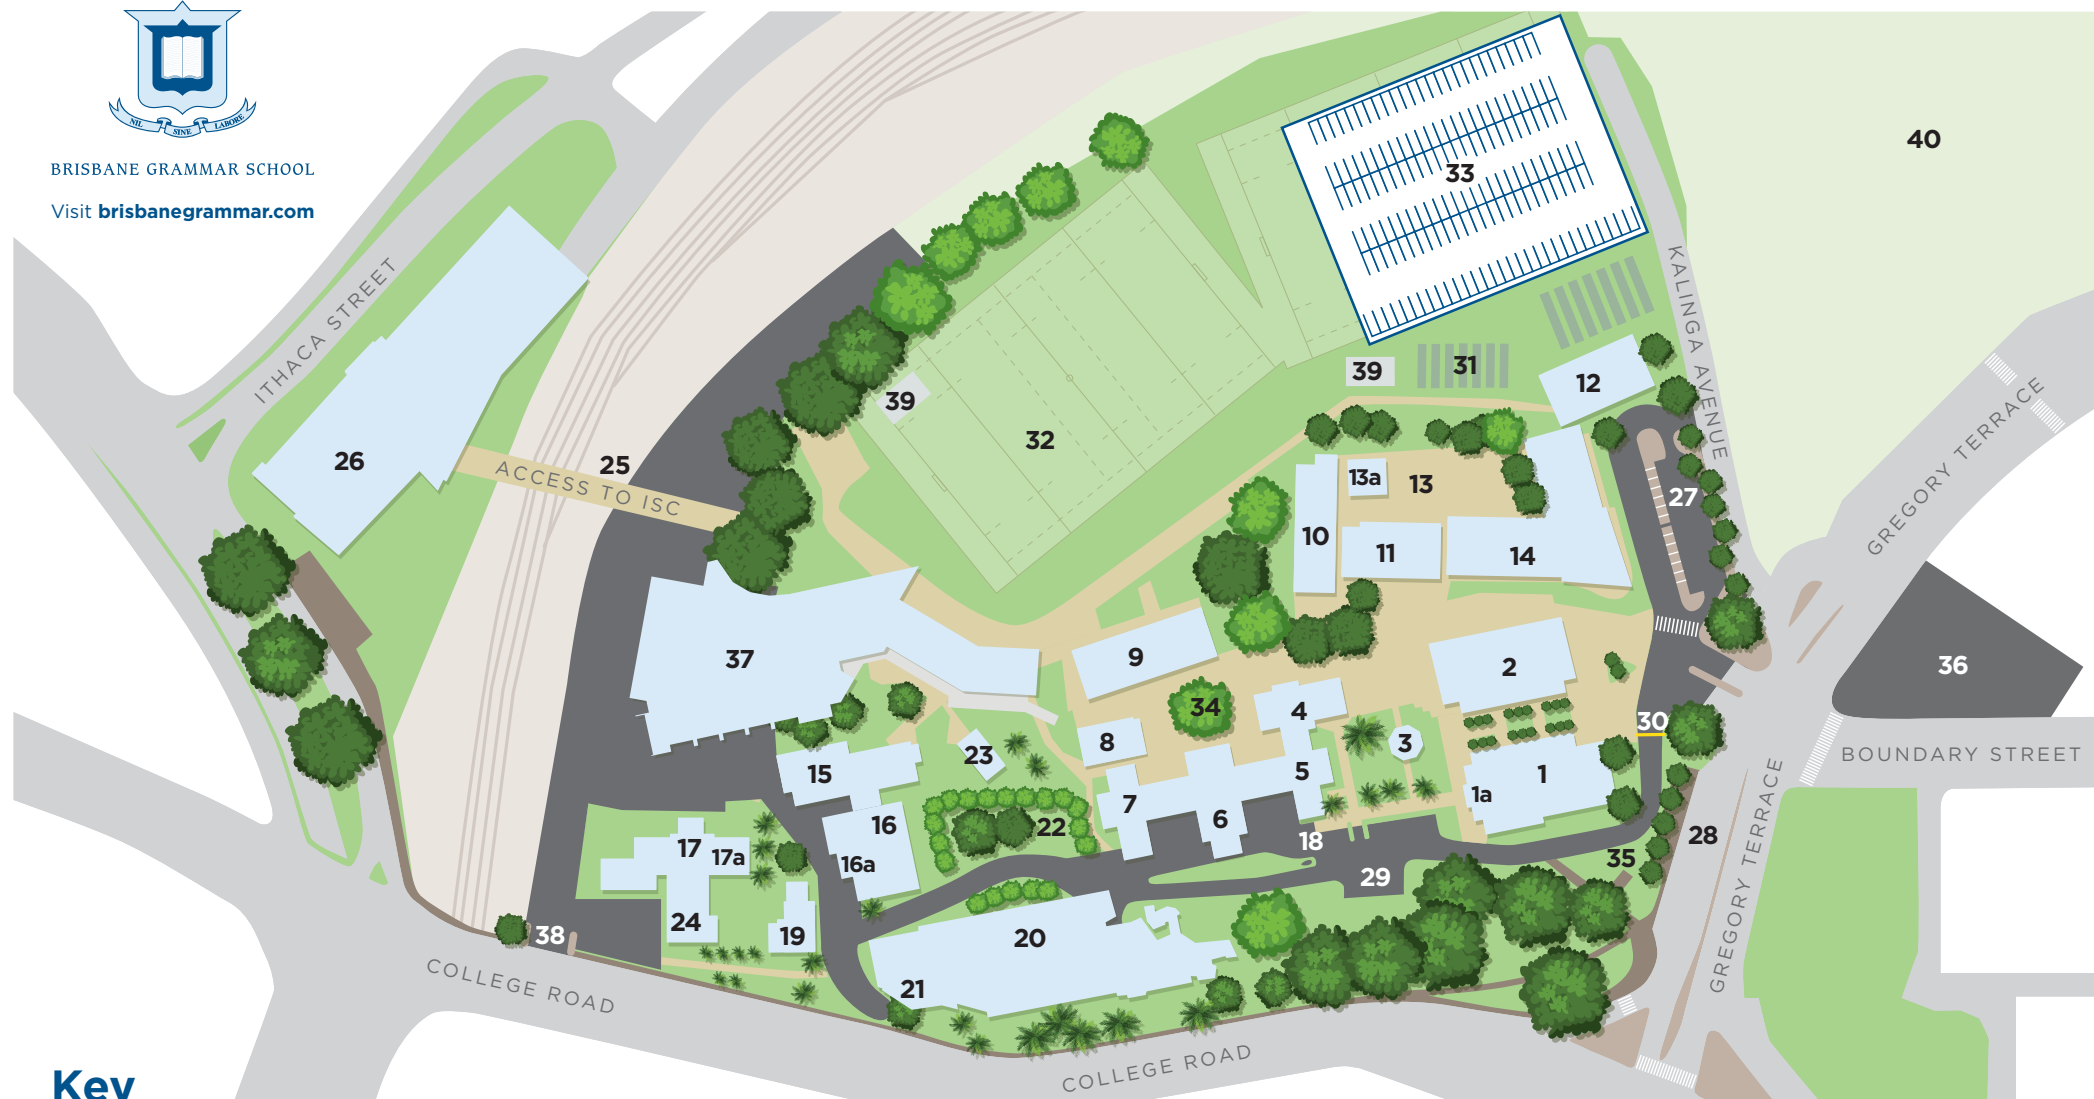 NIL SINE LABORE
BRISBANE GRAMMAR SCHOOL
Visit brisbanegrammar.com
40
33
KALINGA AVENUE
ITHACA STREET
GREGORY TERRACE
39
31
12
39
32
26
25
ACCESS TO ISC
13a
13
27
10
11
14
37
9
2
36
34
4
30
3
8
23
5
1
BOUNDARY STREET
15
1a
7
6
16
22
18
28
GREGORY TERRACE
17
17a
16a
35
29
24
19
38
20
21
COLLEGE ROAD
COLLEGE ROAD
Key